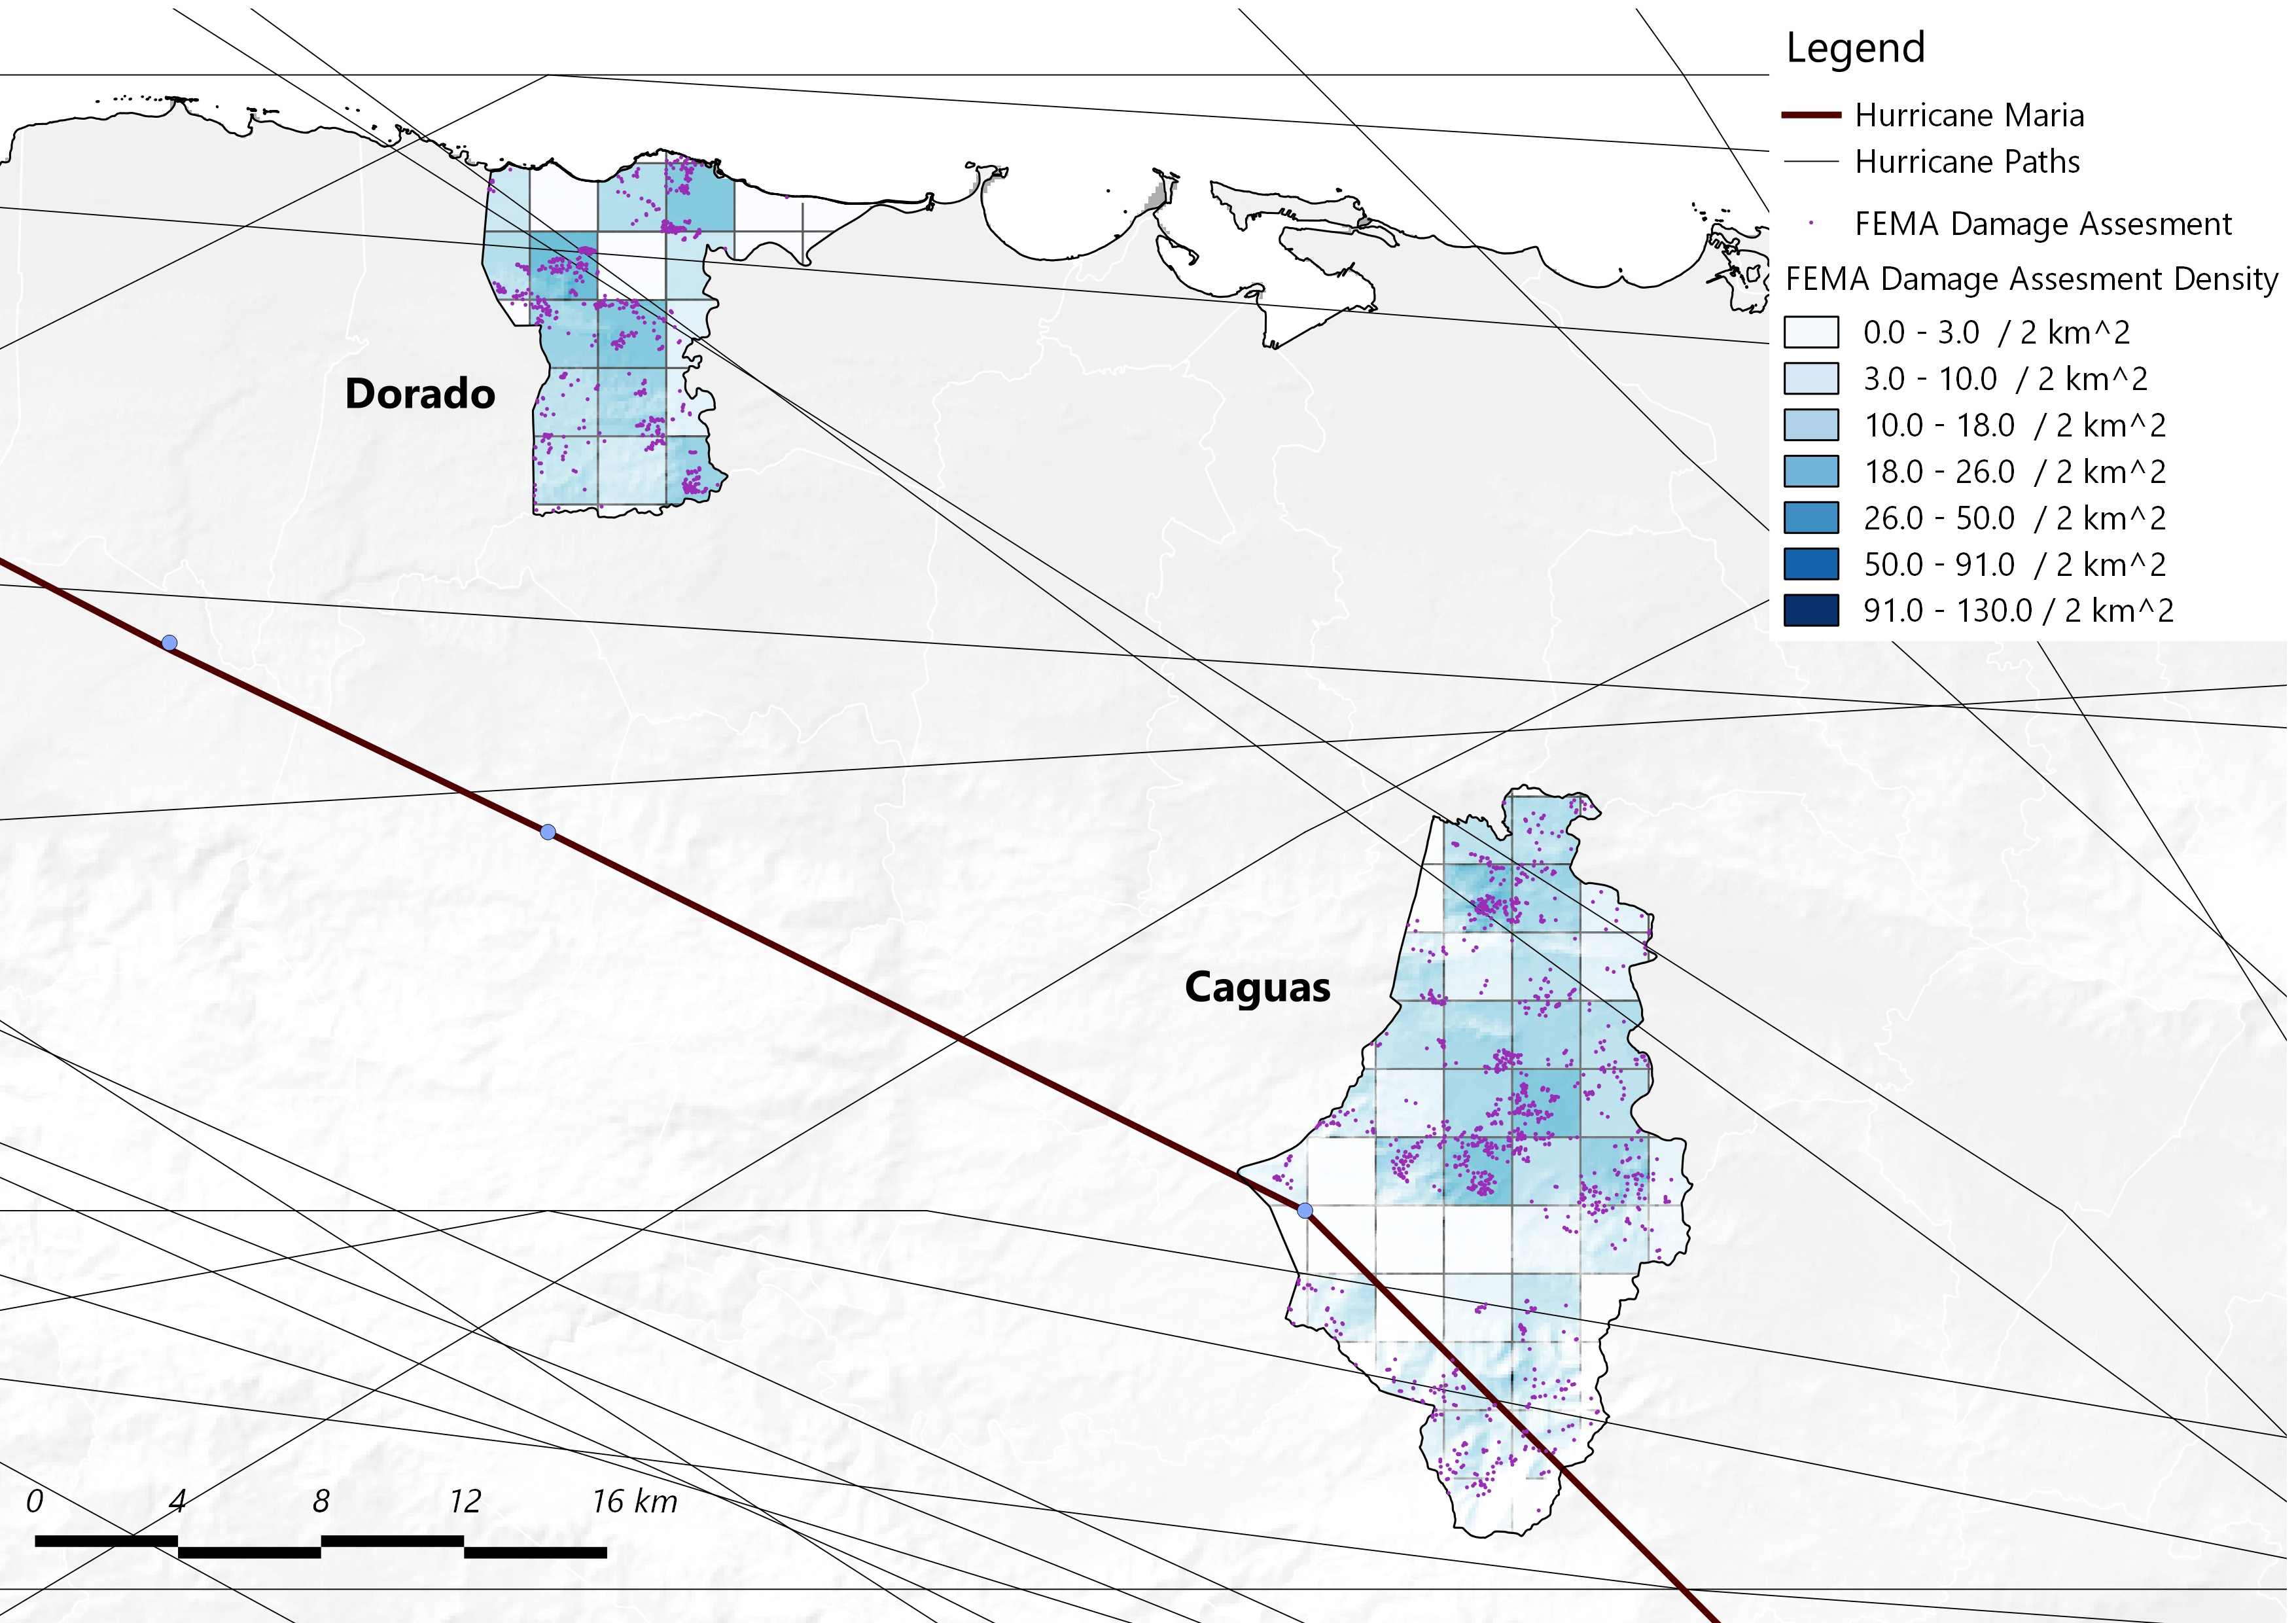 Legend
Hurricane Maria
Hurricane Paths
FEMA Damage Assesment
FEMA Damage Assesment Density
0.0 - 3.0 / 2 km^2
3.0 - 10.0 / 2 km^2
10.0 - 18.0 / 2 km^2
18.0 - 26.0 / 2 km^2
26.0 - 50.0 / 2 km^2
50.0 - 91.0 / 2 km^2
91.0 - 130.0 / 2 km^2
Dorado
Caguas
0 4 8 12 16 km